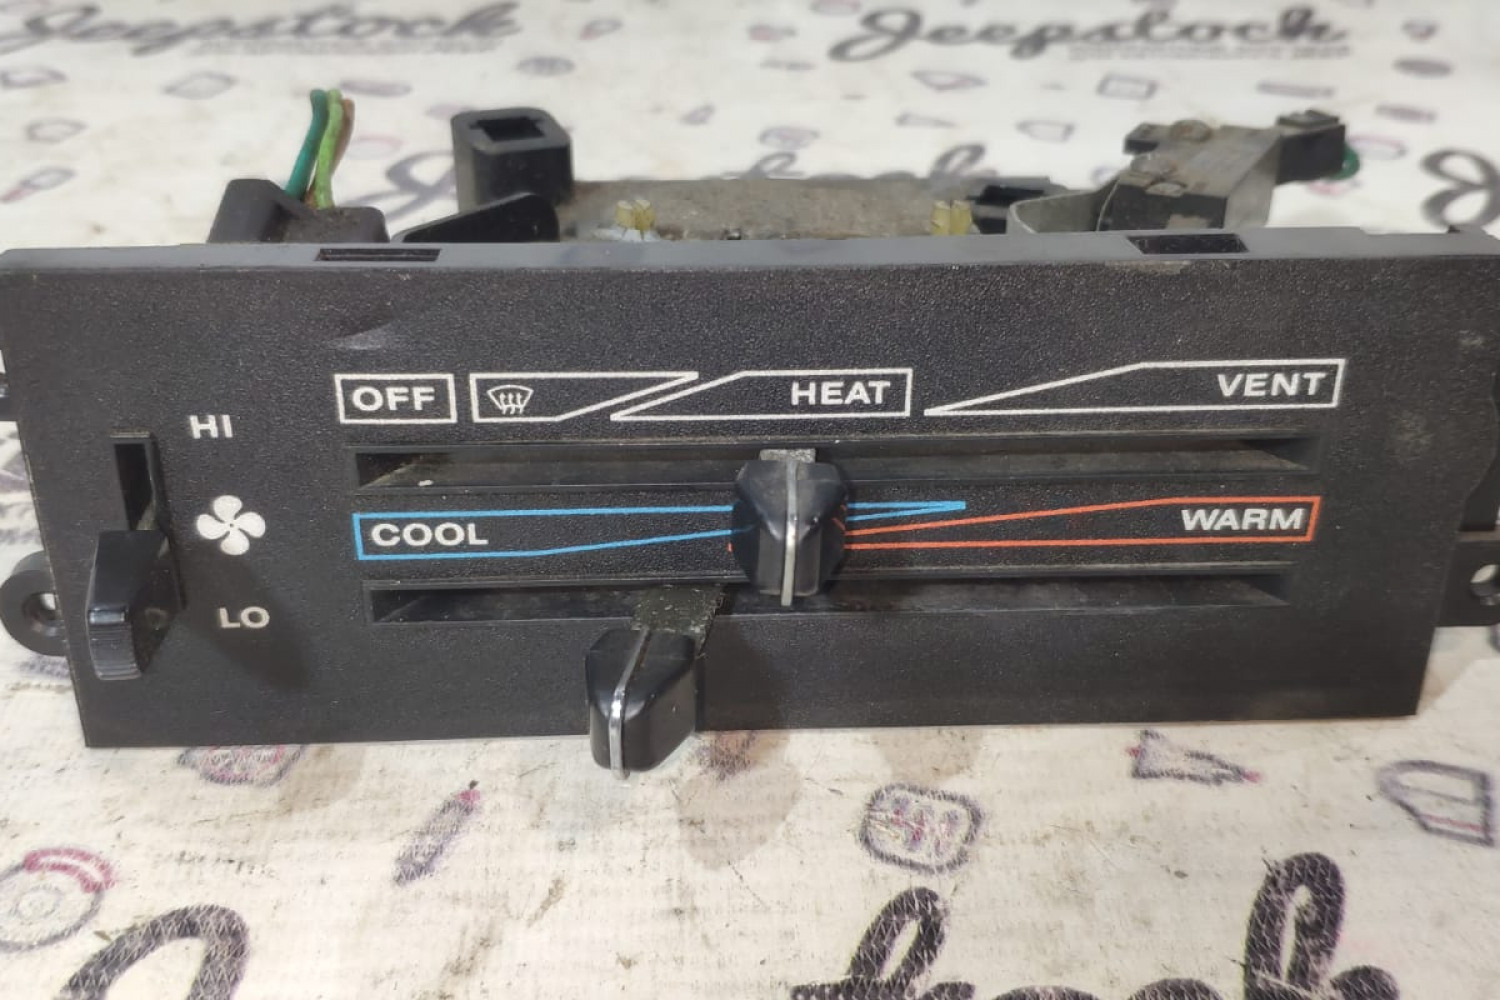 Jeepstock
Jeepstock
HI
OFF
HEAT
VENT
COOL
WARM
LO